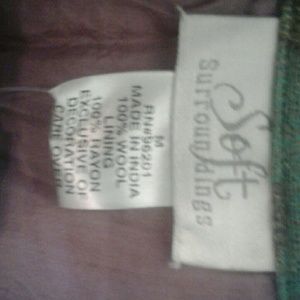 Soft
Surroundings
M
RN#96201
MADE IN INDIA
100% WOOL
LINING
100% RAYON
EXCLUSIVE OF
DECORATION
CARE OVER